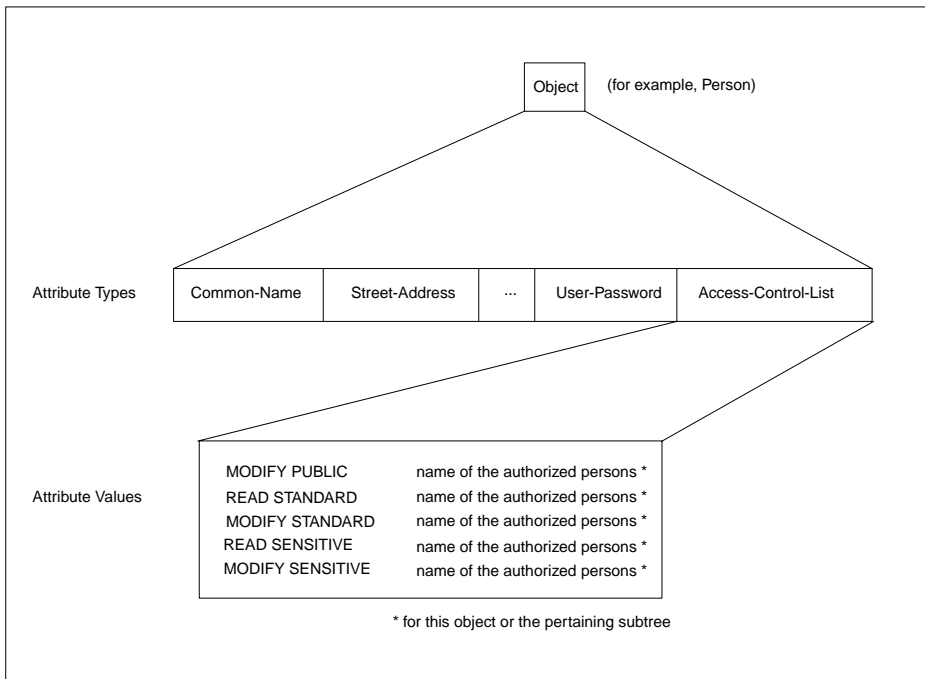 Object (for example, Person)
Attribute Types Common-Name Street-Address ... User-Password Access-Control-List
MODIFY PUBLIC name of the authorized persons *
Attribute Values READ STANDARD name of the authorized persons *
MODIFY STANDARD name of the authorized persons *
READ SENSITIVE name of the authorized persons *
MODIFY SENSITIVE name of the authorized persons *
* for this object or the pertaining subtree